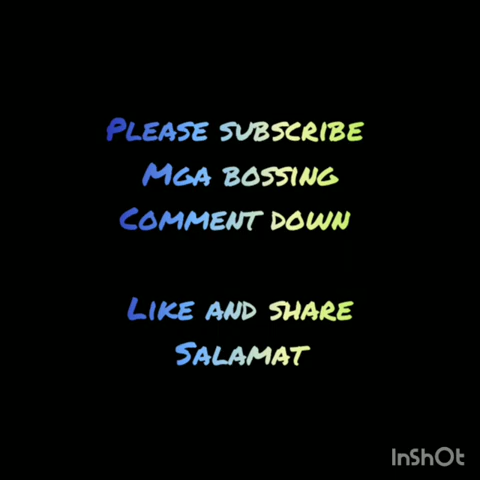 Please subscribe
Mga bossing
Comment down
Like and share
Salamat
InShOt